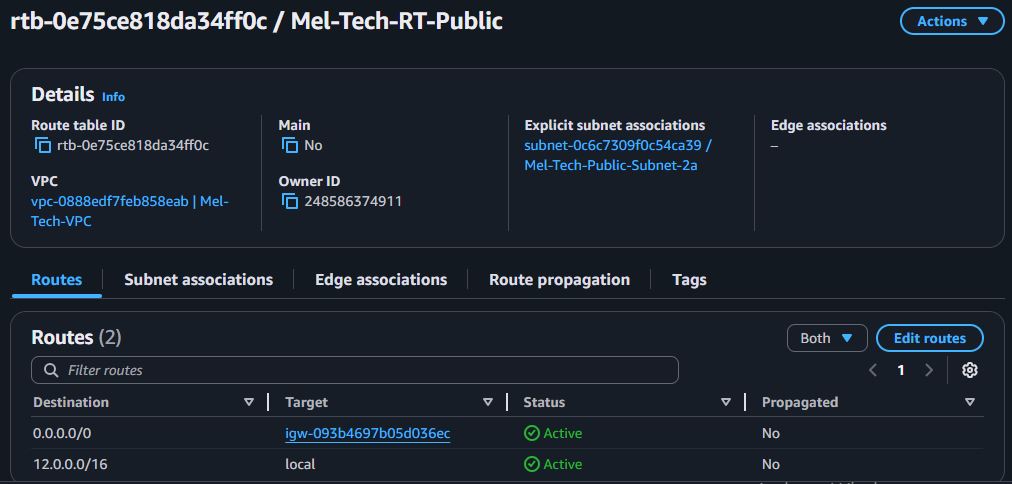 rtb-0e75ce818da34ff0c / Mel-Tech-RT-Public
Actions
Details Info
Route table ID
rtb-0e75ce818da34ff0c
Main
No
Explicit subnet associations
subnet-0c6c7309f0c54ca39 /
Mel-Tech-Public-Subnet-2a
Edge associations
–
VPC
vpc-0888edf7feb858eab | Mel-
Tech-VPC
Owner ID
248586374911
Routes
Subnet associations
Edge associations
Route propagation
Tags
Routes (2)
Both
Edit routes
Filter routes
1
Destination Target Status Propagated
0.0.0.0/0 igw-093b4697b05d036ec Active No
12.0.0.0/16 local Active No